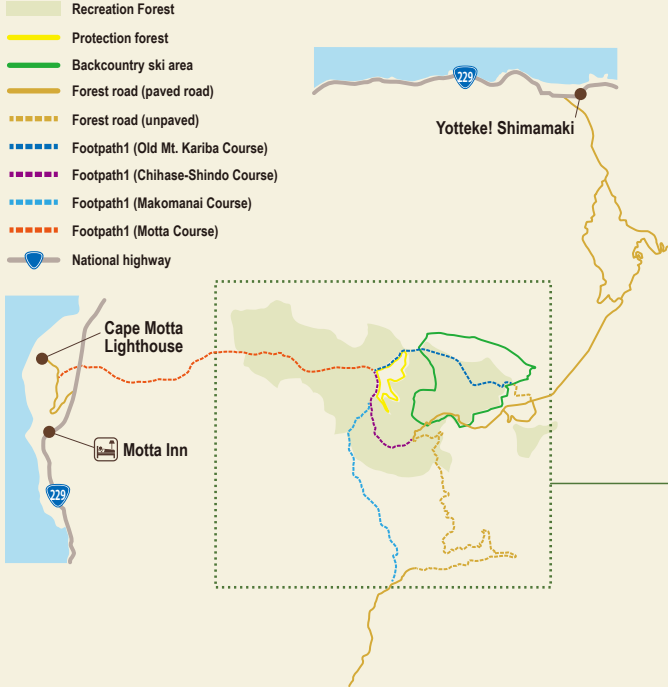 Recreation Forest
Protection forest
Backcountry ski area
Forest road (paved road)
Forest road (unpaved)
Footpath1 (Old Mt. Kariba Course)
Footpath1 (Chihase-Shindo Course)
Footpath1 (Makomanai Course)
Footpath1 (Motta Course)
National highway
229
Yotteke! Shimamaki
Cape Motta
Lighthouse
Motta Inn
229